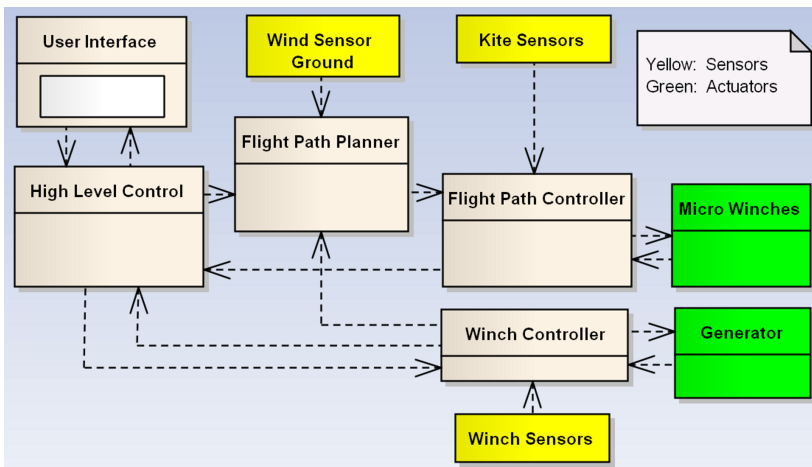 User Interface
Wind Sensor
Ground
Kite Sensors
Yellow: Sensors
Green: Actuators
Flight Path Planner
High Level Control
Flight Path Controller
Micro Winches
Winch Controller
Generator
Winch Sensors